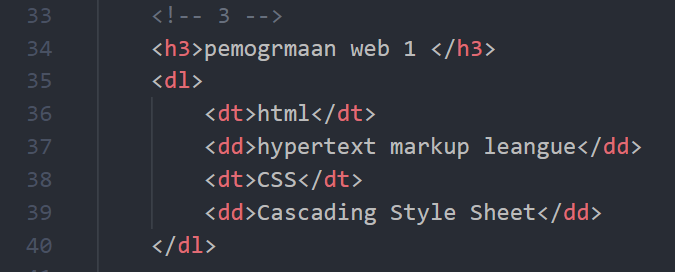 33 <!-- 3 -->
34 <h3>pemogrmaan web 1 </h3>
35 <dl>
36 <dt>html</dt>
37 <dd>hypertext markup leangue</dd>
38 <dt>CSS</dt>
39 <dd>Cascading Style Sheet</dd>
40 </dl>